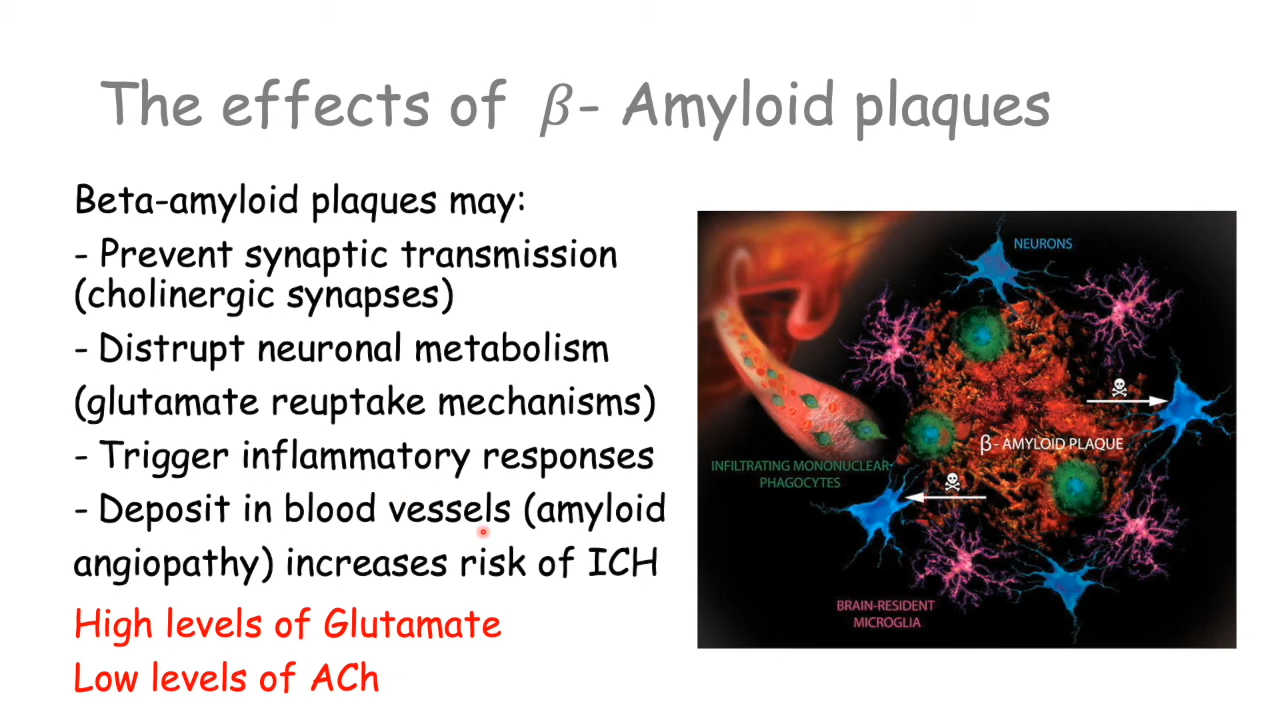 The effects of β- Amyloid plaques
Beta-amyloid plaques may:
- Prevent synaptic transmission
(cholinergic synapses)
- Distrupt neuronal metabolism
(glutamate reuptake mechanisms)
- Trigger inflammatory responses
- Deposit in blood vessels (amyloid
angiopathy) increases risk of ICH
High levels of Glutamate
Low levels of ACh
NEURONS
β- AMYLOID PLAQUE
INFILTRATING MONONUCLEAR
PHAGOCYTES
BRAIN-RESIDENT
MICROGLIA